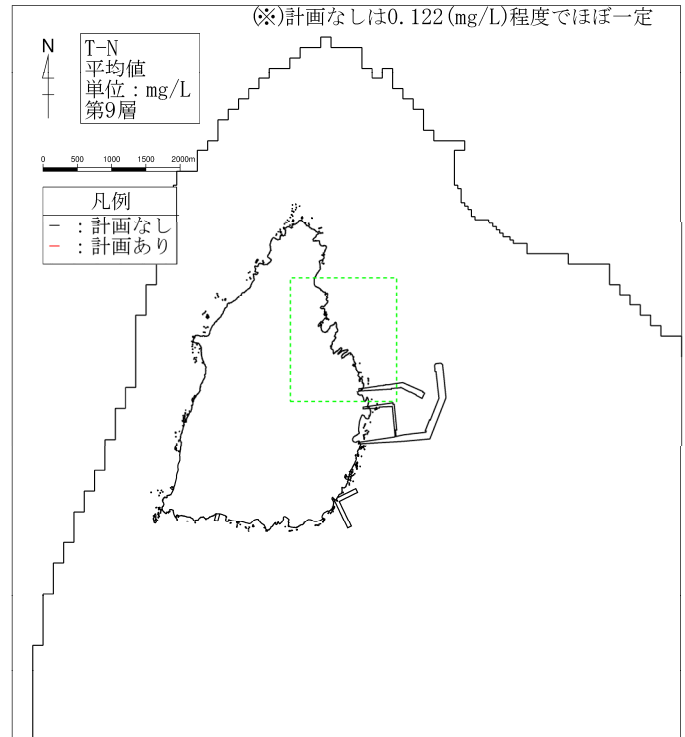 (※)計画なしは0.122(mg/L)程度でほぼ一定
N
T-N
平均値
単位：mg/L
第9層
0 500 1000 1500 2000m
凡例
－：計画なし
－：計画あり